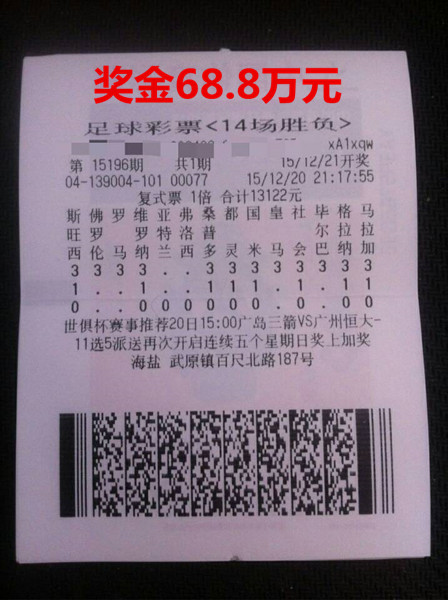 奖金68.8万元
足球彩票<14场胜负>
xA1xqw
第 15196期 共1期 15/12/21开奖
04-139004-101 00077 15/12/20 21:17:55
复式票 1倍 合计13122元
斯 佛 罗 维 亚 弗 桑 都 国 皇 社 毕 格 马
旺 罗 罗 特 洛 普 尔 拉 拉
西 伦 马 纳 兰 西 多 灵 米 马 会 巴 纳 加
3 3 3 . . 3 3 3 3 3 3 3 3 3
1 . . 1 . . 1 1 1 . 1 . . .
0 . . 0 0 0 0 0 0 . 0 . . .
世俱杯赛事推荐20日15:00广岛三箭VS广州恒大-
11选5派送再次开启连续五个星期日奖上加奖
海盐 武原镇百尺北路187号